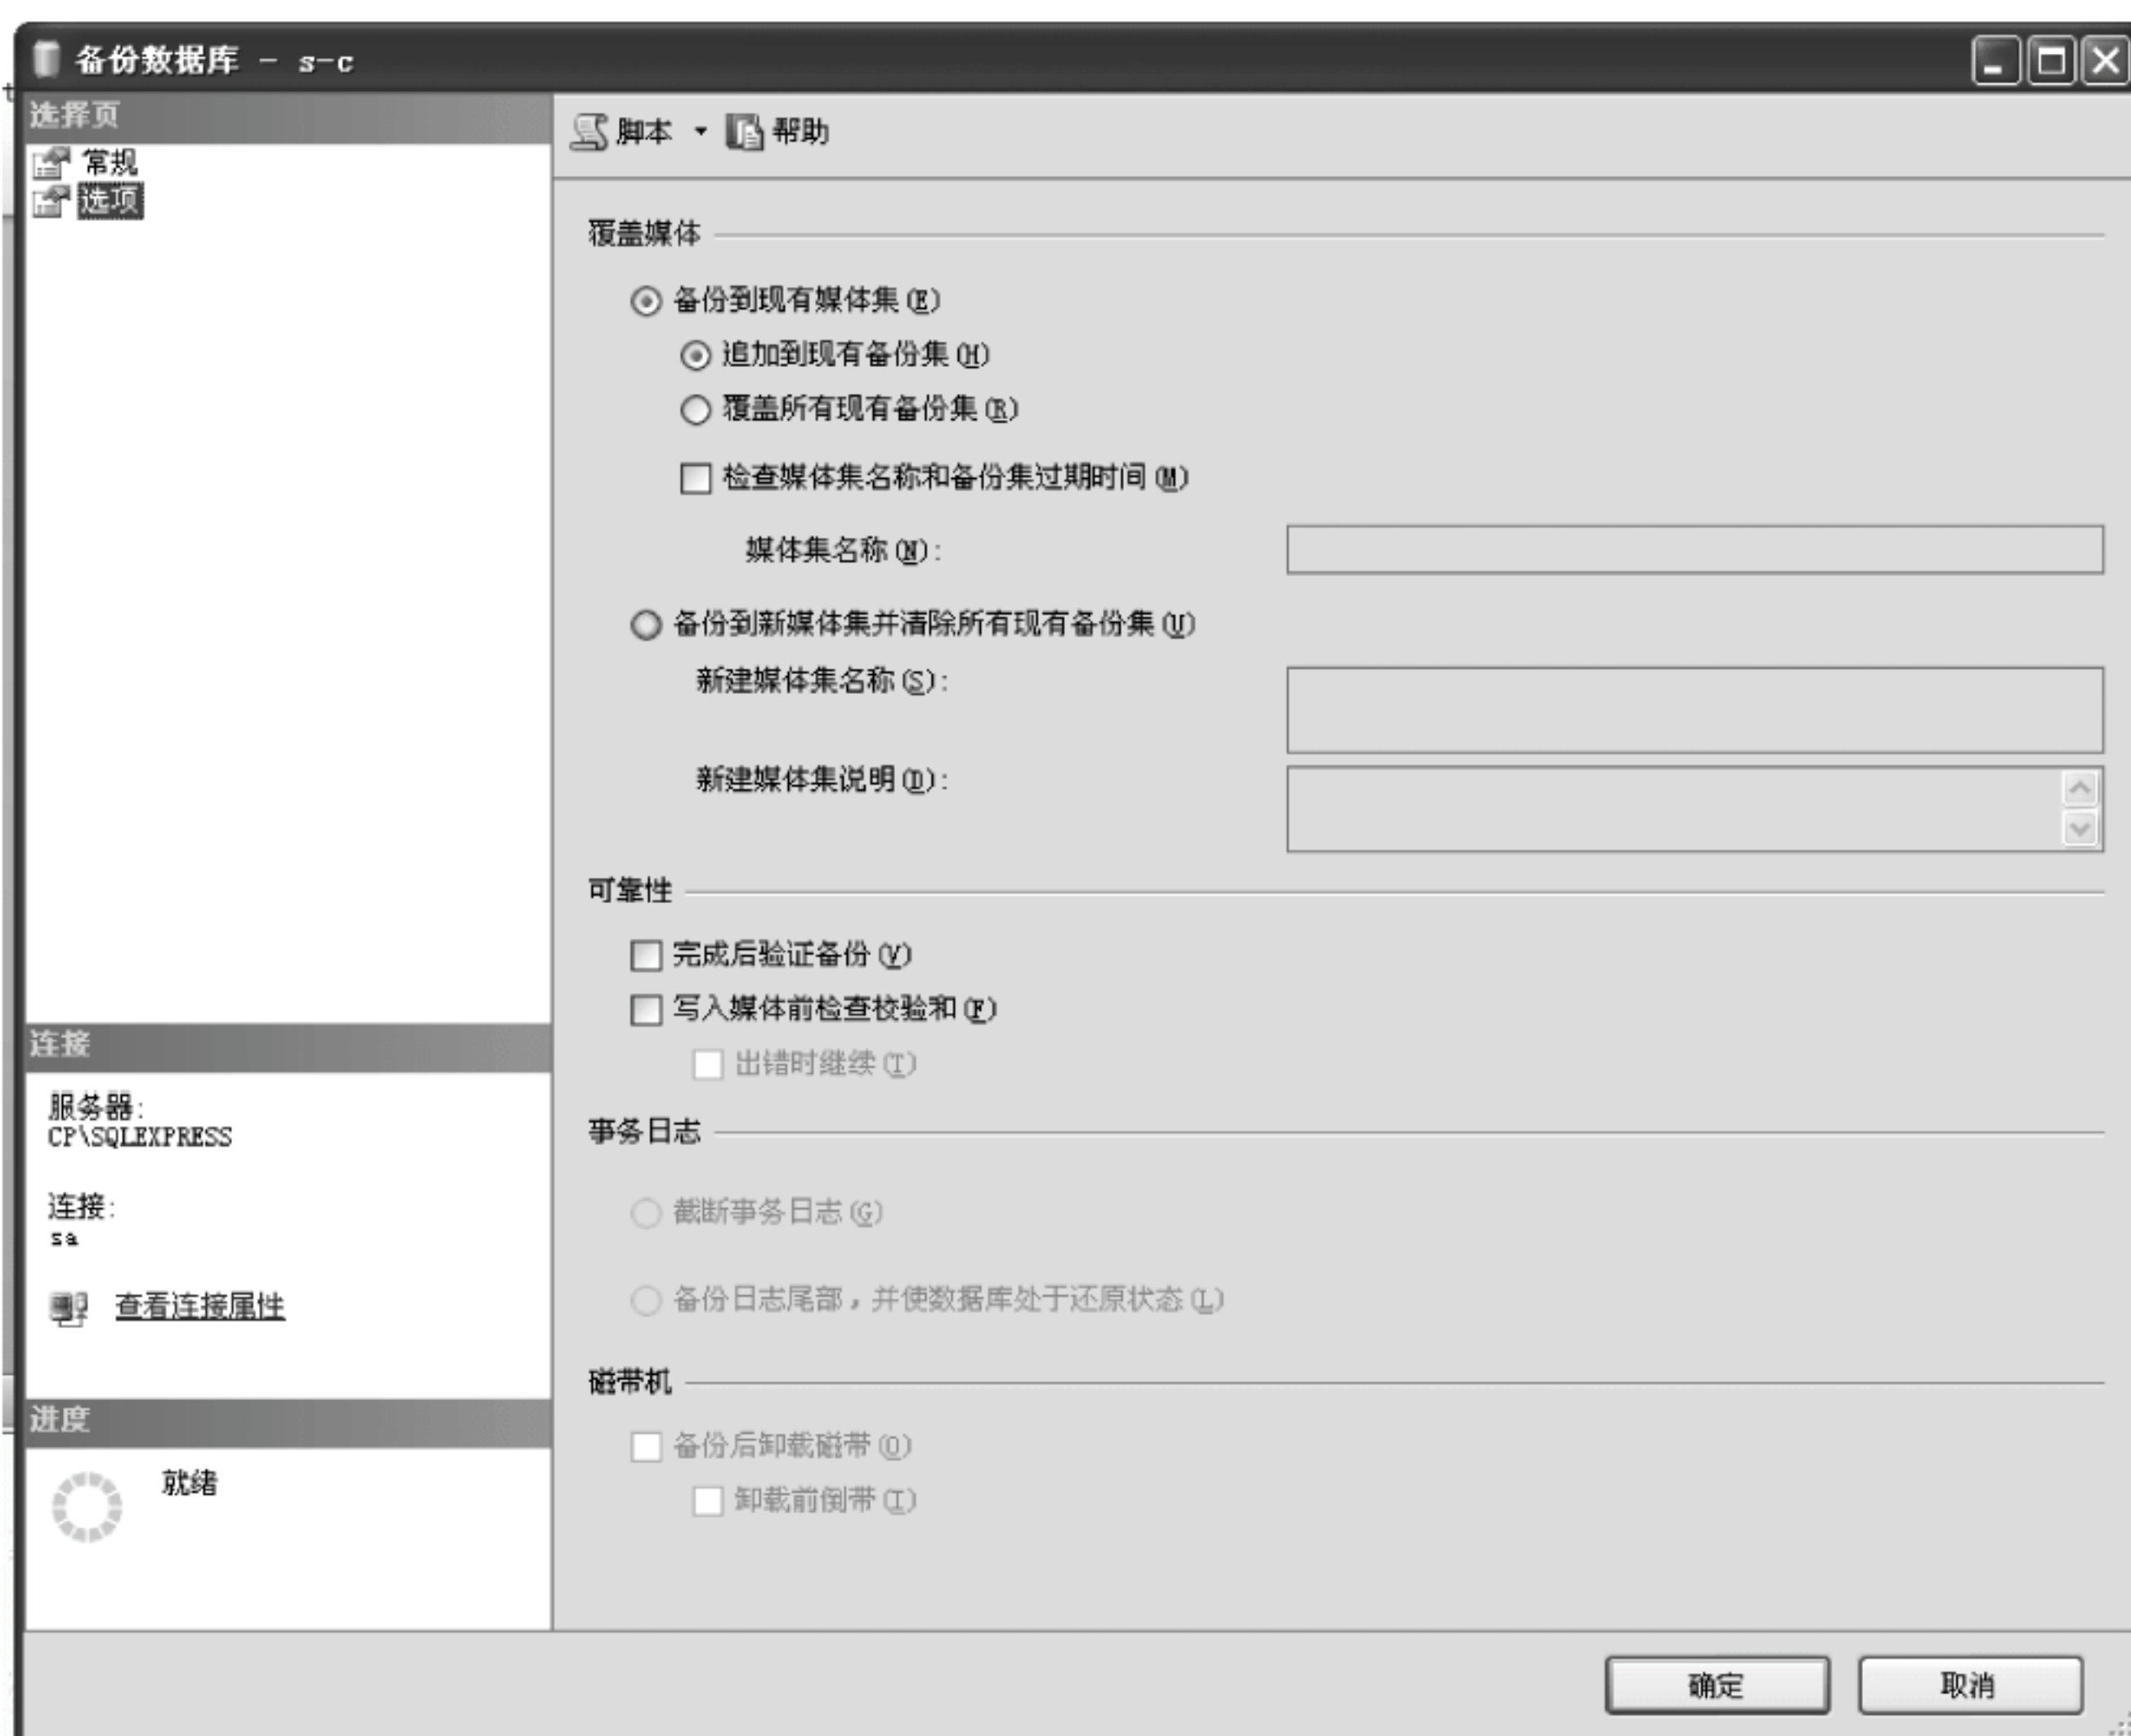 备份数据库 - s-c
选择页
常规
选项
脚本 帮助
覆盖媒体
备份到现有媒体集(E)
追加到现有备份集(H)
覆盖所有现有备份集(R)
检查媒体集名称和备份集过期时间(M)
媒体集名称(N):
备份到新媒体集并清除所有现有备份集(U)
新建媒体集名称(S):
新建媒体集说明(D):
可靠性
完成后验证备份(V)
写入媒体前检查校验和(F)
出错时继续(T)
事务日志
截断事务日志(G)
备份日志尾部，并使数据库处于还原状态(L)
磁带机
备份后卸载磁带(O)
卸载前倒带(I)
连接
服务器:
CP\SQLEXPRESS
连接:
sa
查看连接属性
进度
就绪
确定 取消